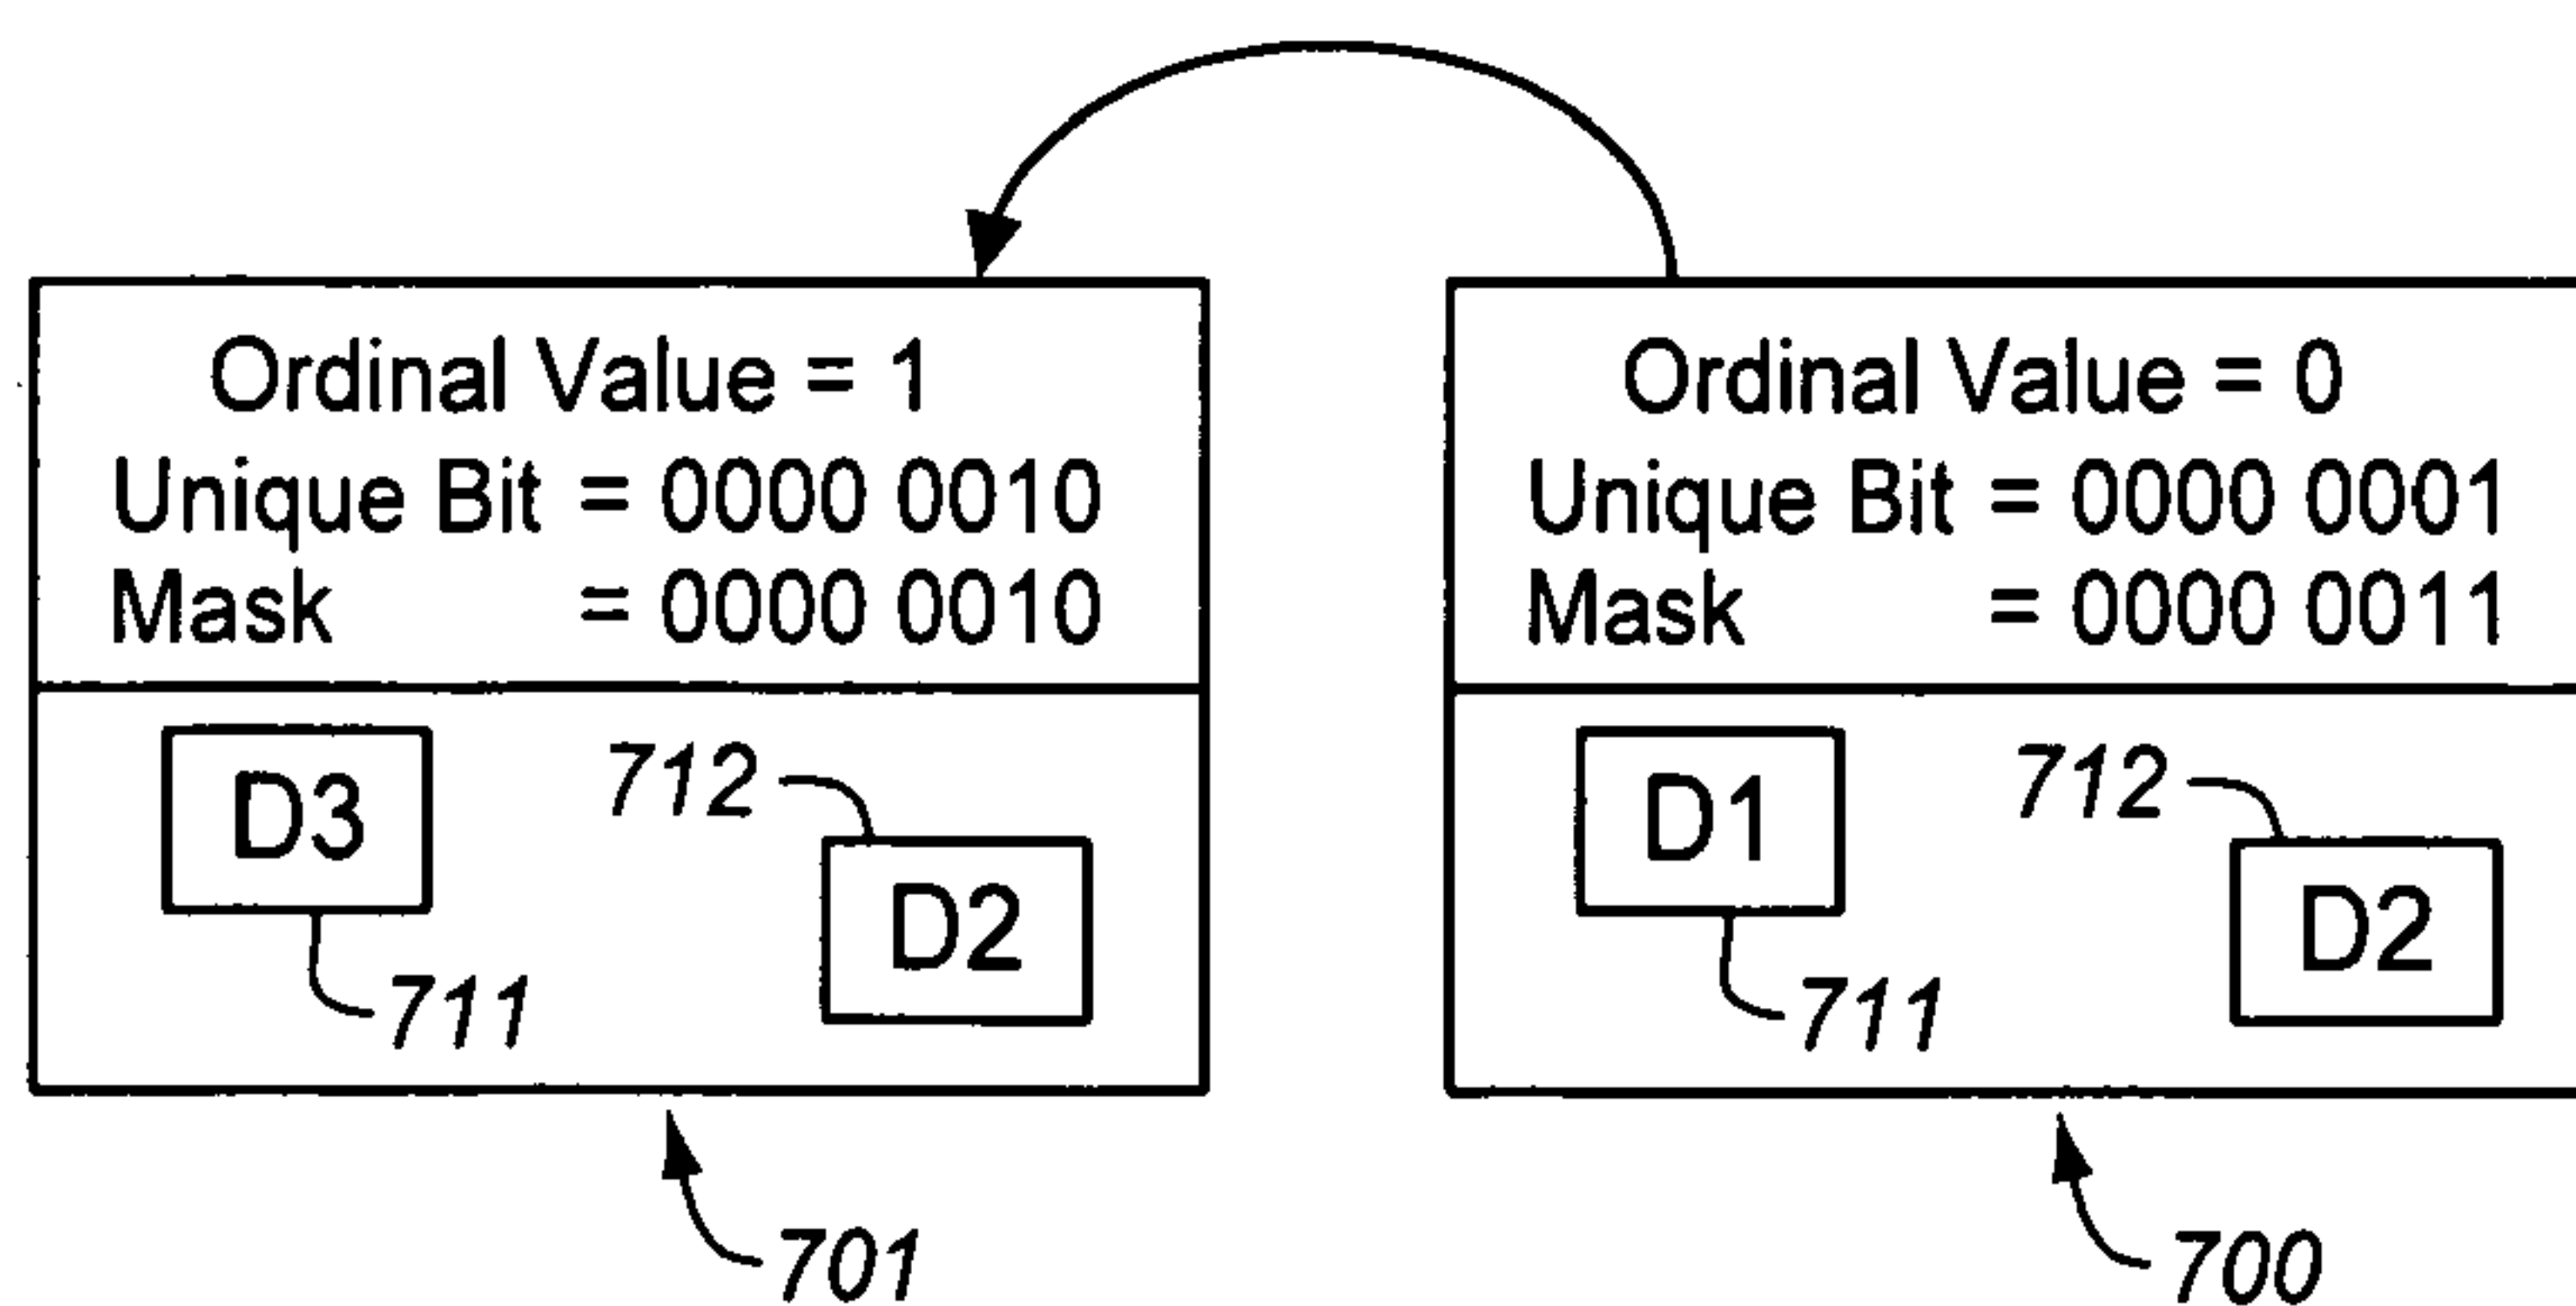 Ordinal Value = 1
Unique Bit = 0000 0010
Mask = 0000 0010
D3
712
D2
711
701
Ordinal Value = 0
Unique Bit = 0000 0001
Mask = 0000 0011
D1
712
D2
711
700